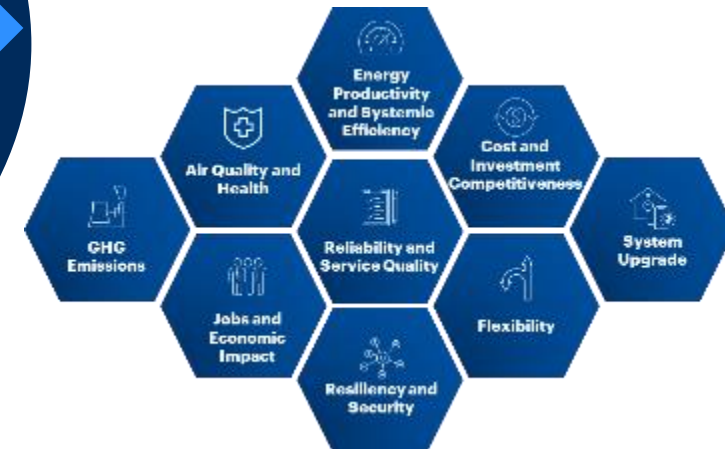 Energy
Productivity
and Systemic
Efficiency
Air Quality and
Health
Cost and
Investment
Competitiveness
GHG
Emissions
Reliability and
Service Quality
System
Upgrade
Jobs and
Economic
Impact
Flexibility
Resiliency and
Security